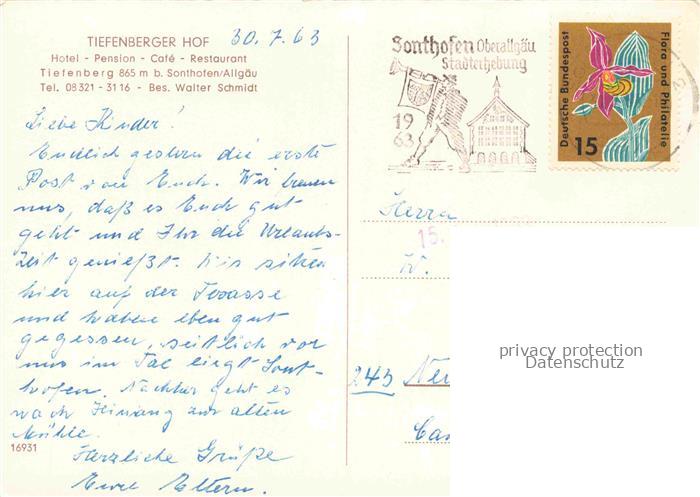 TIEFENBERGER HOF
30.7.63
Hotel - Pension - Café - Restaurant
Tiefenberg 865 m b. Sonthofen/Allgäu
Tel. 08321 - 3116 - Bes. Walter Schmidt
Liebe Kinder!
Endlich gestern die erste
Post von Euch. Wir freuen
uns, daß es Euch gut
geht und Ihr die Urlaubs-
zeit genießt. Wir sitzen
hier auf der Terasse
und haben eben gut
gegessen, seitlich vor
uns im Tal liegt Sont-
hofen. Nachher geht es
nach Hinang zur alten
Mühle.
Herzliche Grüße
Eure Eltern.
16931
Sonthofen Oberallgäu
Stadterhebung
1963
Deutsche Bundespost
15
Flora und Philatelie
Herrn
15.
W.
243
privacy protection
Datenschutz